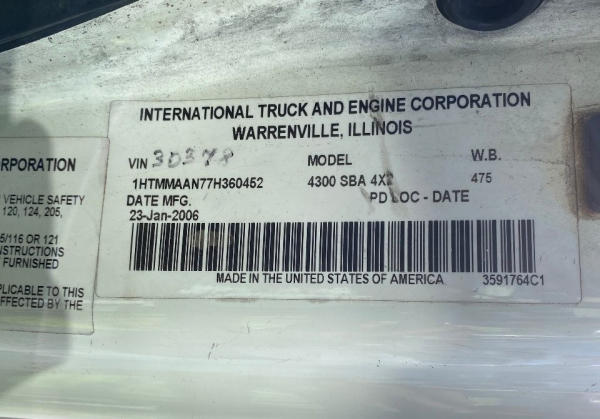 INTERNATIONAL TRUCK AND ENGINE CORPORATION
WARRENVILLE, ILLINOIS
VIN 30378 MODEL W.B.
1HTMMAAN77H360452 4300 SBA 4X2 475
DATE MFG. PD LOC - DATE
23-Jan-2006
MADE IN THE UNITED STATES OF AMERICA 3591764C1
RPORATION
VEHICLE SAFETY
120, 124, 205,
5/116 OR 121
NSTRUCTIONS
FURNISHED
PLICABLE TO THIS
FFECTED BY THE